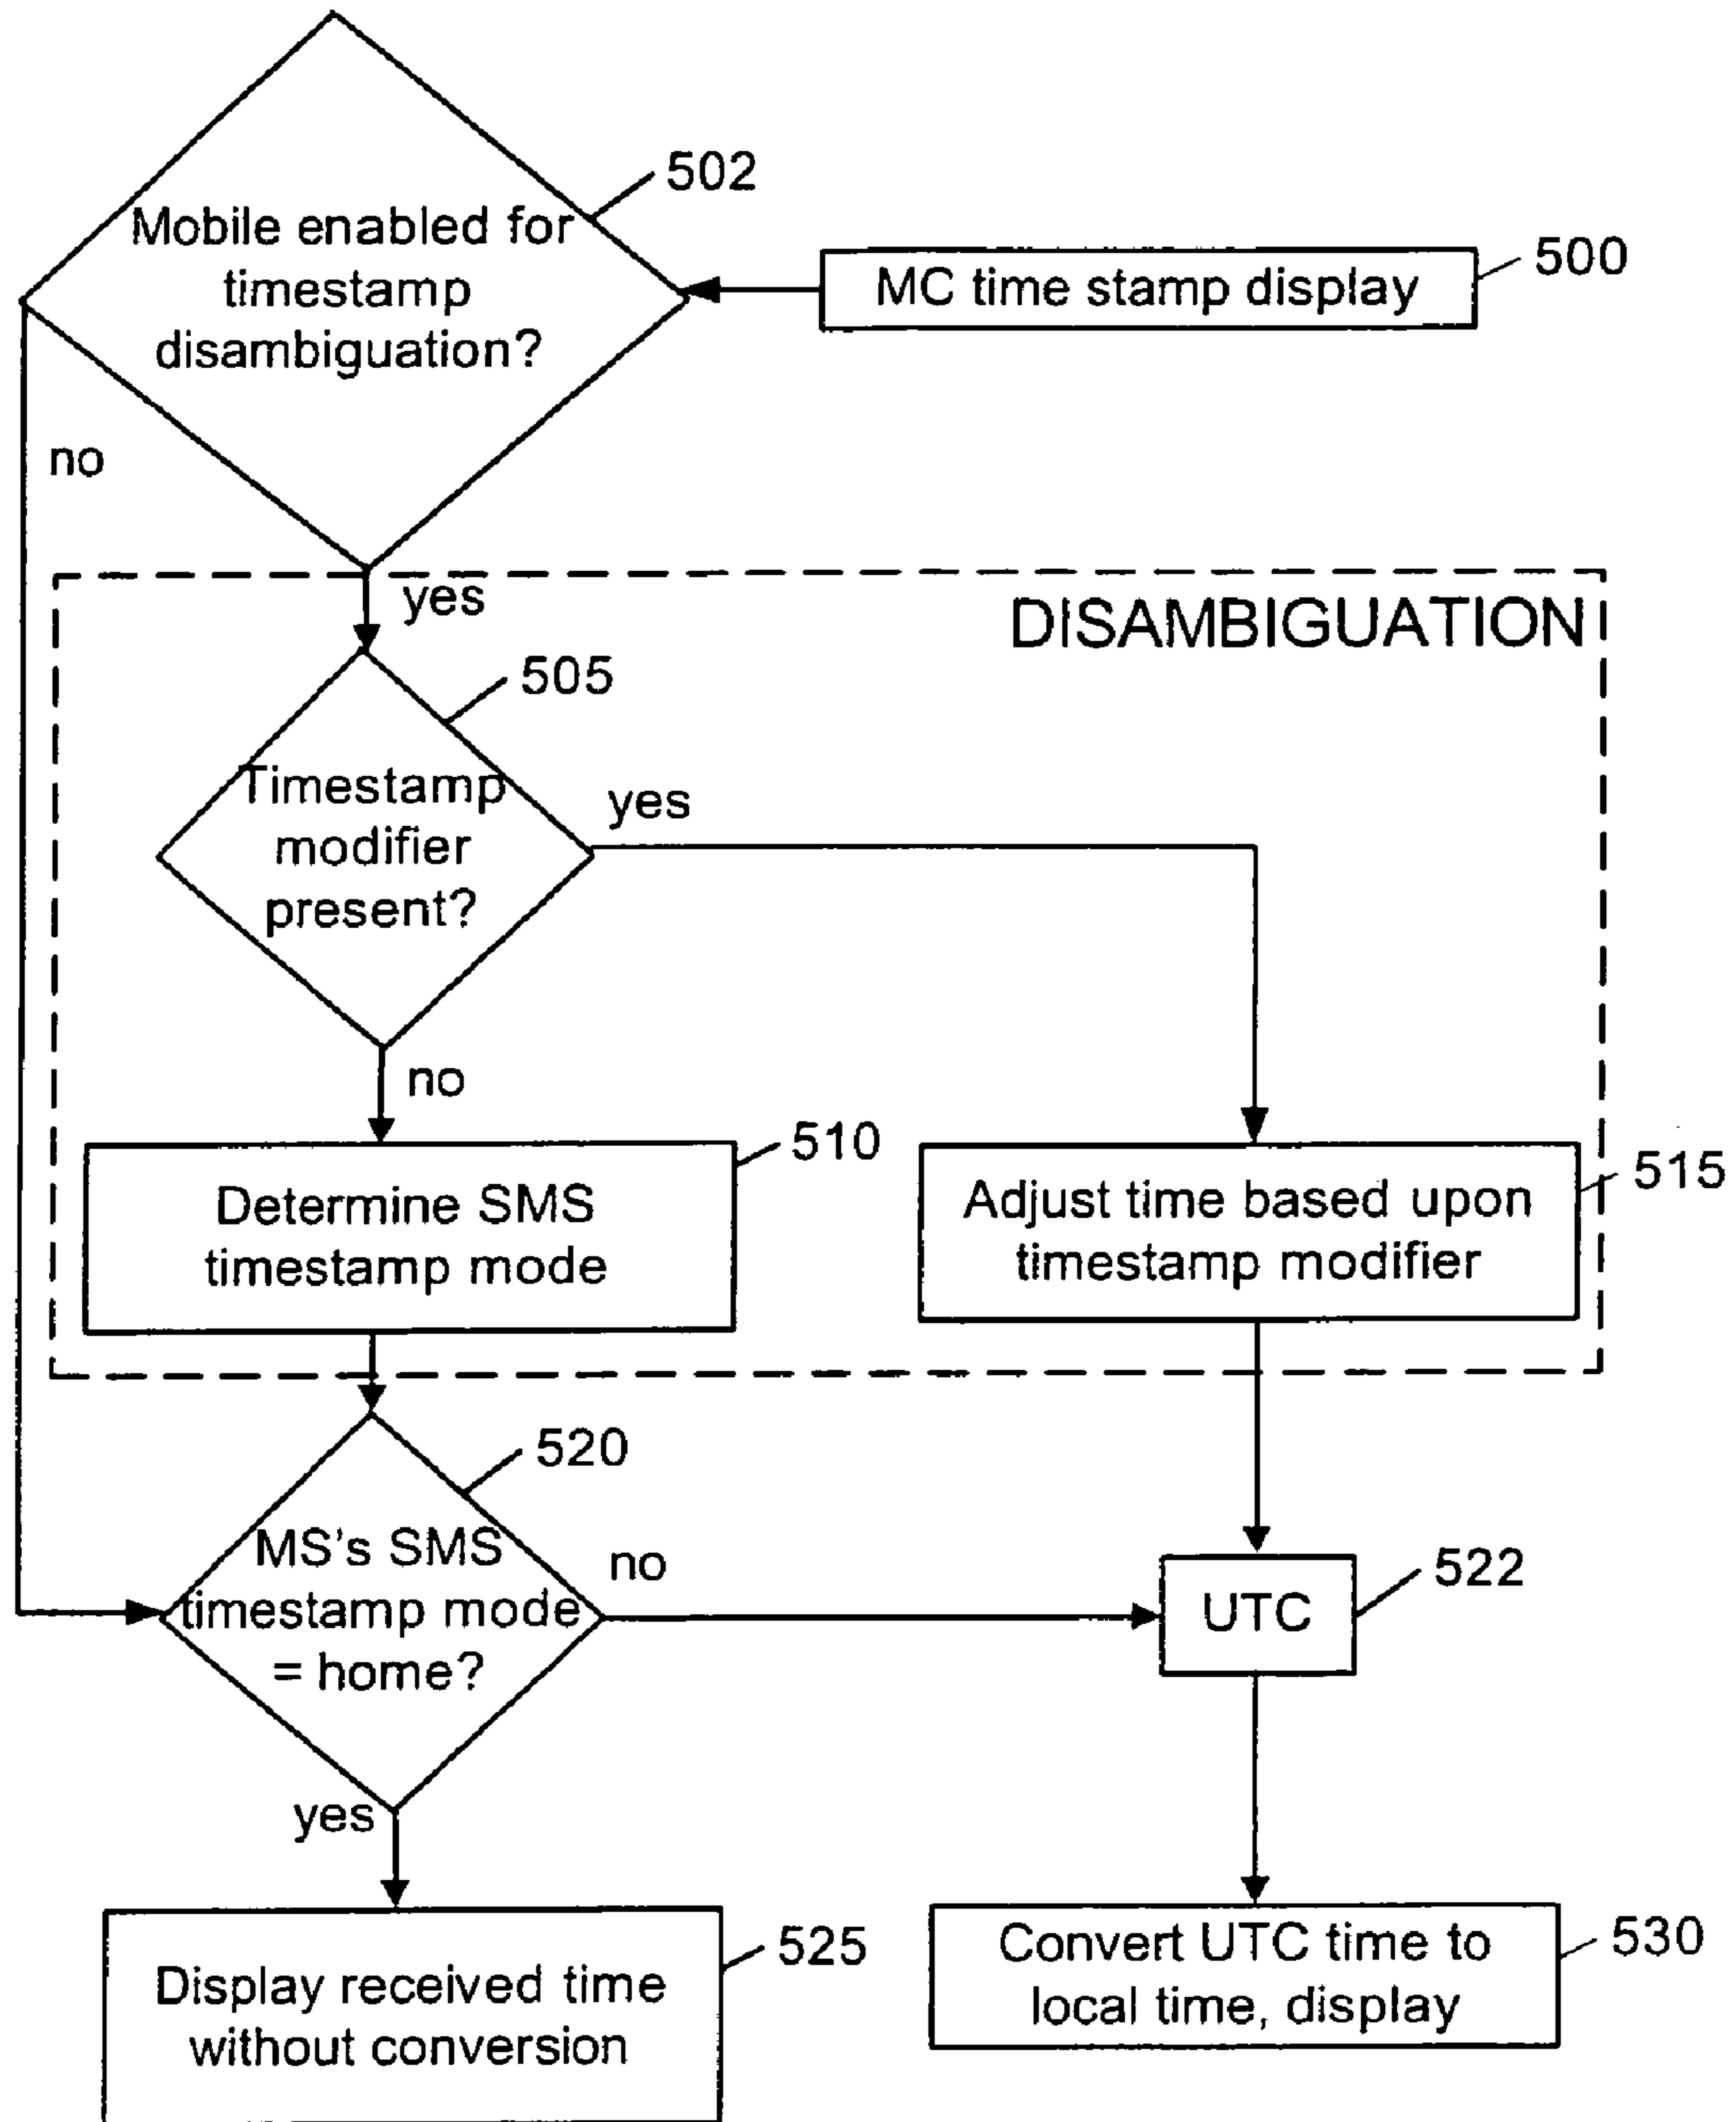 502
Mobile enabled for
timestamp
disambiguation?
MC time stamp display
500
no
yes
DISAMBIGUATION
505
Timestamp
modifier
present?
yes
no
510
Determine SMS
timestamp mode
515
Adjust time based upon
timestamp modifier
520
MS's SMS
timestamp mode
= home?
no
522
UTC
yes
525
Display received time
without conversion
530
Convert UTC time to
local time, display